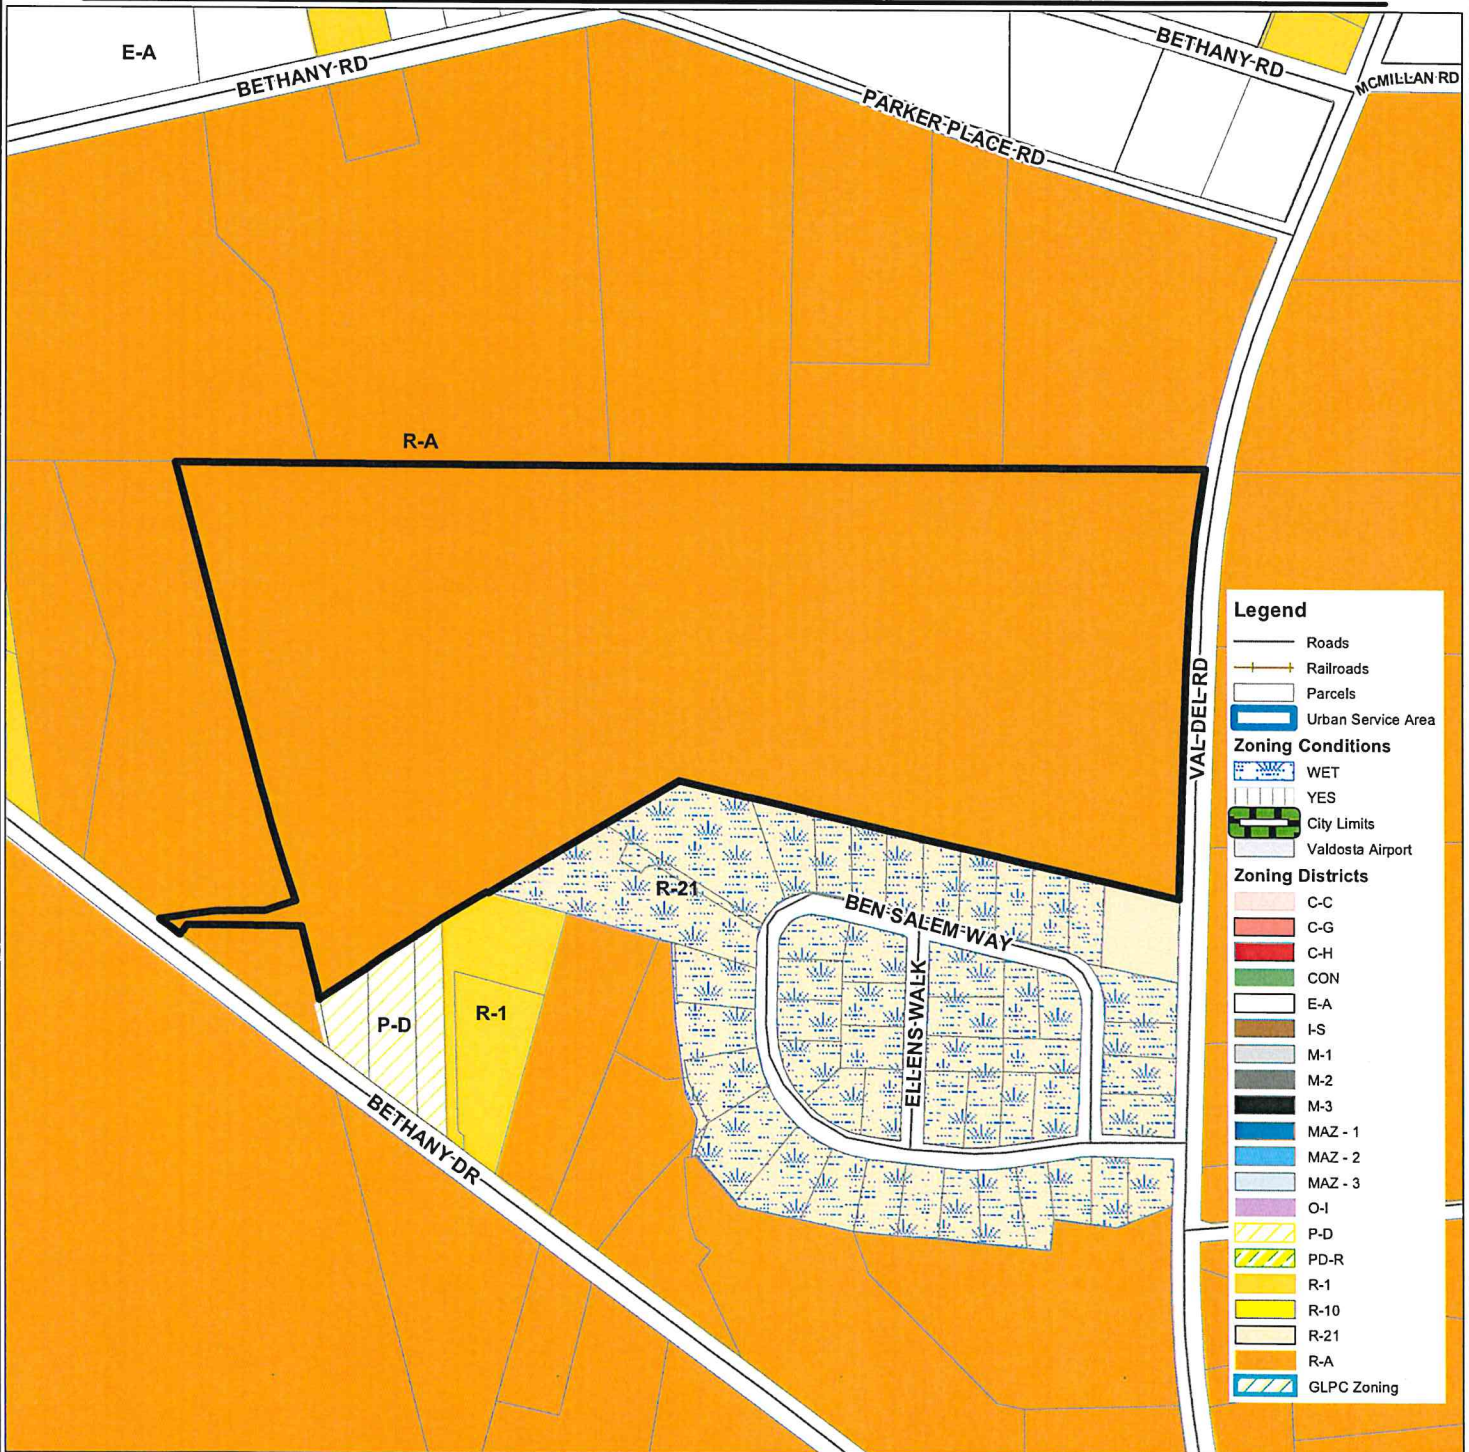 E-A
BETHANY RD
BETHANY RD
MCMILLAN RD
PARKER PLACE RD
R-A
VAL DEL RD
R-21
BEN SALEM WAY
ELLENS WALK
P-D
R-1
BETHANY DR
Legend
Roads
Railroads
Parcels
Urban Service Area
Zoning Conditions
WET
YES
City Limits
Valdosta Airport
Zoning Districts
C-C
C-G
C-H
CON
E-A
I-S
M-1
M-2
M-3
MAZ - 1
MAZ - 2
MAZ - 3
O-I
P-D
PD-R
R-1
R-10
R-21
R-A
GLPC Zoning